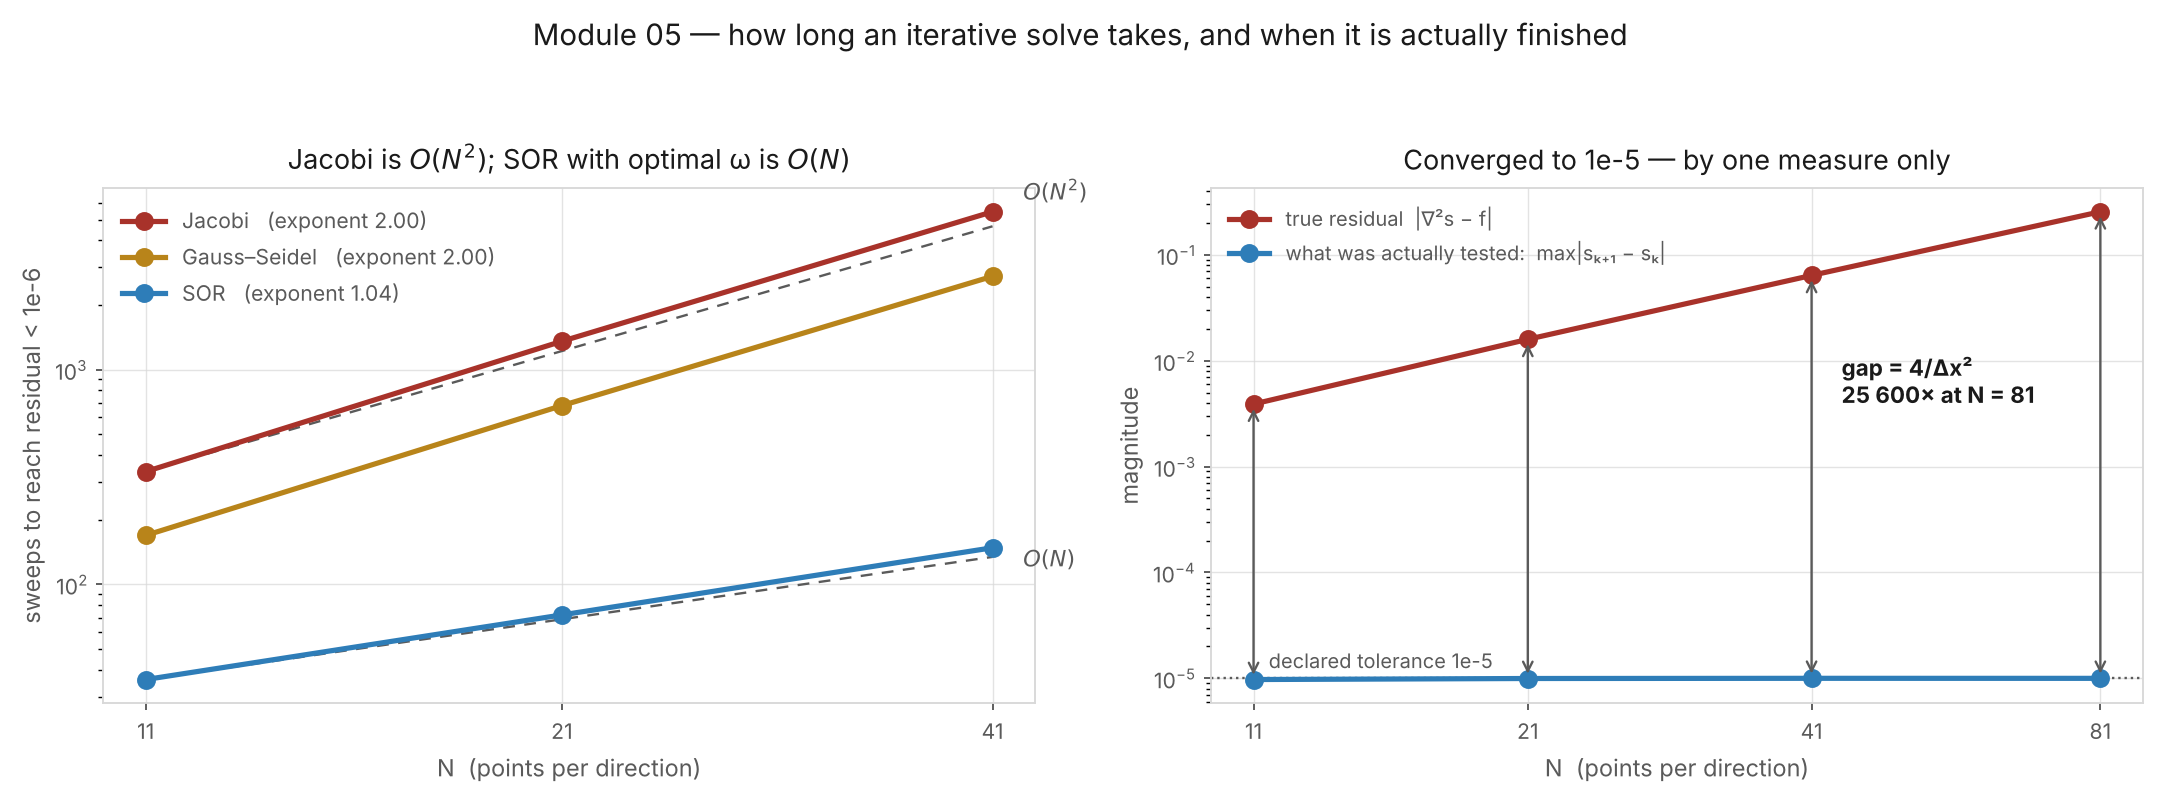 Module 05 — how long an iterative solve takes, and when it is actually finished
Jacobi is O(N²); SOR with optimal ω is O(N)
sweeps to reach residual < 1e-6
10³
10²
Jacobi (exponent 2.00)
Gauss–Seidel (exponent 2.00)
SOR (exponent 1.04)
O(N²)
O(N)
11
21
41
N (points per direction)
Converged to 1e-5 — by one measure only
magnitude
10⁻¹
10⁻²
10⁻³
10⁻⁴
10⁻⁵
true residual |∇²s − f|
what was actually tested: max|sₖ₊₁ − sₖ|
gap = 4/Δx²
25 600× at N = 81
declared tolerance 1e-5
11
21
41
81
N (points per direction)